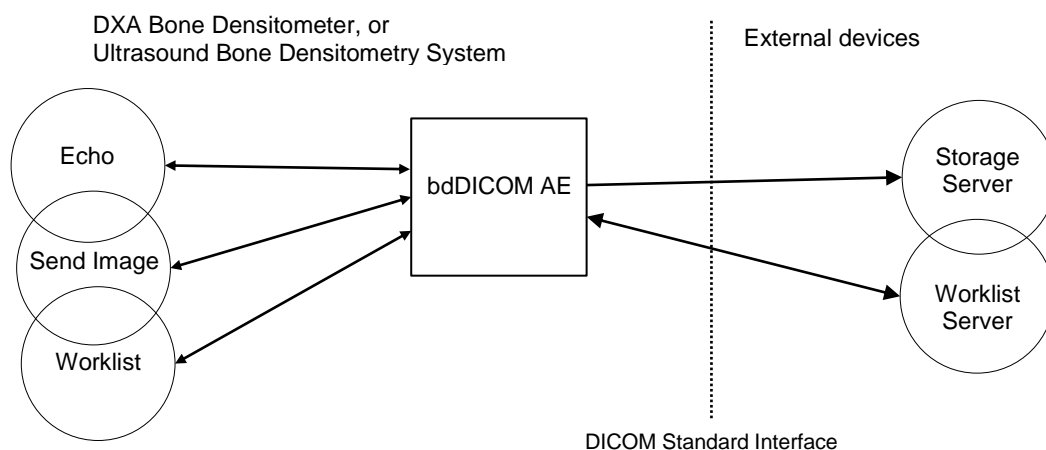 DXA Bone Densitometer, or
Ultrasound Bone Densitometry System
External devices
Echo
Send Image
Worklist
bdDICOM AE
Storage
Server
Worklist
Server
DICOM Standard Interface